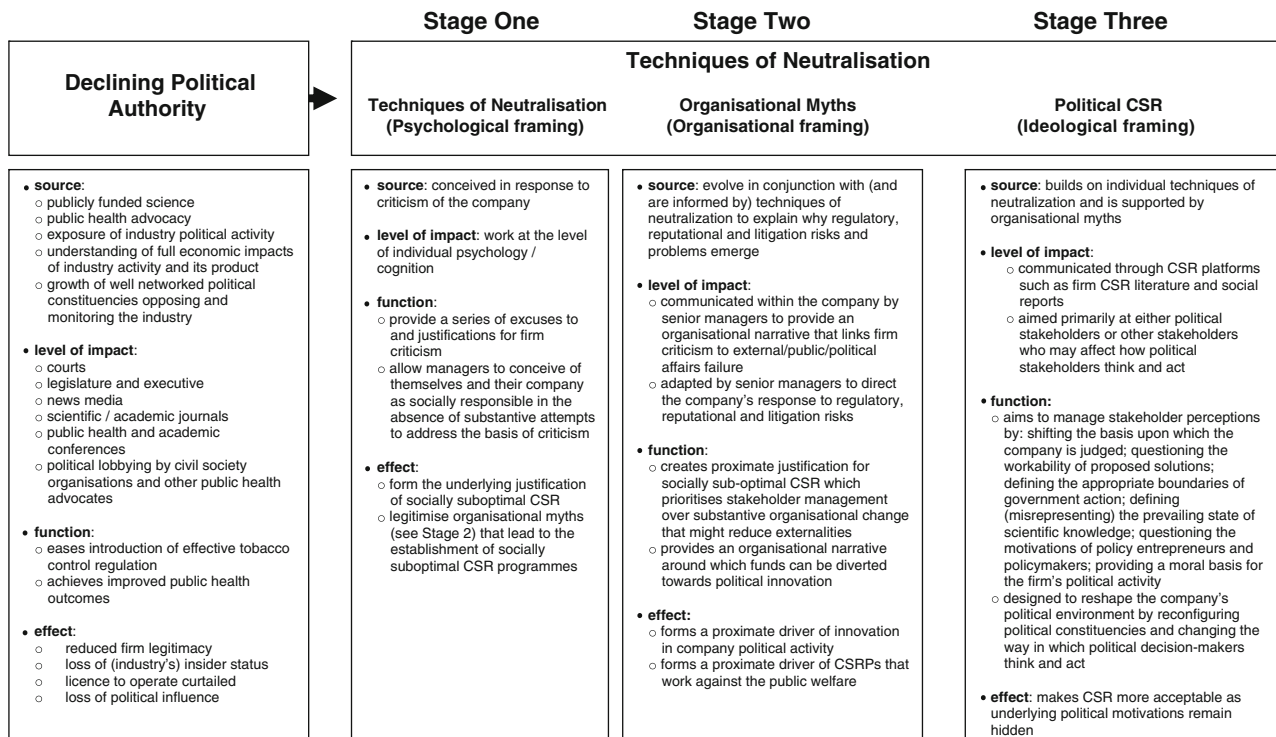 Stage One
Stage Two
Stage Three
Declining Political
Authority
Techniques of Neutralisation
Techniques of Neutralisation
(Psychological framing)
Organisational Myths
(Organisational framing)
Political CSR
(Ideological framing)
• source:
○ publicly funded science
○ public health advocacy
○ exposure of industry political activity
○ understanding of full economic impacts
of industry activity and its product
○ growth of well networked political
constituencies opposing and
monitoring the industry
• level of impact:
○ courts
○ legislature and executive
○ news media
○ scientific / academic journals
○ public health and academic
conferences
○ political lobbying by civil society
organisations and other public health
advocates
• function:
○ eases introduction of effective tobacco
control regulation
○ achieves improved public health
outcomes
• effect:
○ reduced firm legitimacy
○ loss of (industry's) insider status
○ licence to operate curtailed
○ loss of political influence
• source: conceived in response to
criticism of the company
• level of impact: work at the level
of individual psychology /
cognition
• function:
○ provide a series of excuses to
and justifications for firm
criticism
○ allow managers to conceive of
themselves and their company
as socially responsible in the
absence of substantive attempts
to address the basis of criticism
• effect:
○ form the underlying justification
of socially suboptimal CSR
○ legitimise organisational myths
(see Stage 2) that lead to the
establishment of socially
suboptimal CSR programmes
• source: evolve in conjunction with (and
are informed by) techniques of
neutralization to explain why regulatory,
reputational and litigation risks and
problems emerge
• level of impact:
○ communicated within the company by
senior managers to provide an
organisational narrative that links firm
criticism to external/public/political
affairs failure
○ adapted by senior managers to direct
the company's response to regulatory,
reputational and litigation risks
• function:
○ creates proximate justification for
socially sub-optimal CSR which
prioritises stakeholder management
over substantive organisational change
that might reduce externalities
○ provides an organisational narrative
around which funds can be diverted
towards political innovation
• effect:
○ forms a proximate driver of innovation
in company political activity
○ forms a proximate driver of CSRPs that
work against the public welfare
• source: builds on individual techniques of
neutralization and is supported by
organisational myths
• level of impact:
○ communicated through CSR platforms
such as firm CSR literature and social
reports
○ aimed primarily at either political
stakeholders or other stakeholders
who may affect how political
stakeholders think and act
• function:
○ aims to manage stakeholder perceptions
by: shifting the basis upon which the
company is judged; questioning the
workability of proposed solutions;
defining the appropriate boundaries of
government action; defining
(misrepresenting) the prevailing state of
scientific knowledge; questioning the
motivations of policy entrepreneurs and
policymakers; providing a moral basis for
the firm's political activity
○ designed to reshape the company's
political environment by reconfiguring
political constituencies and changing the
way in which political decision-makers
think and act
• effect: makes CSR more acceptable as
underlying political motivations remain
hidden